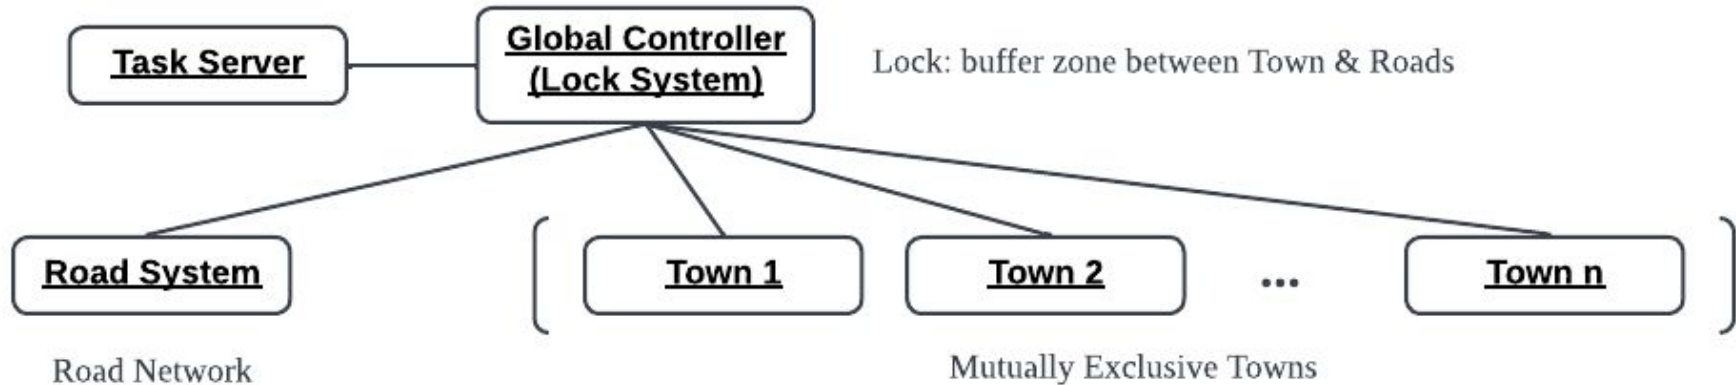 Task Server
Global Controller
(Lock System)
Lock: buffer zone between Town & Roads
Road System
Town 1
Town 2
...
Town n
Road Network
Mutually Exclusive Towns